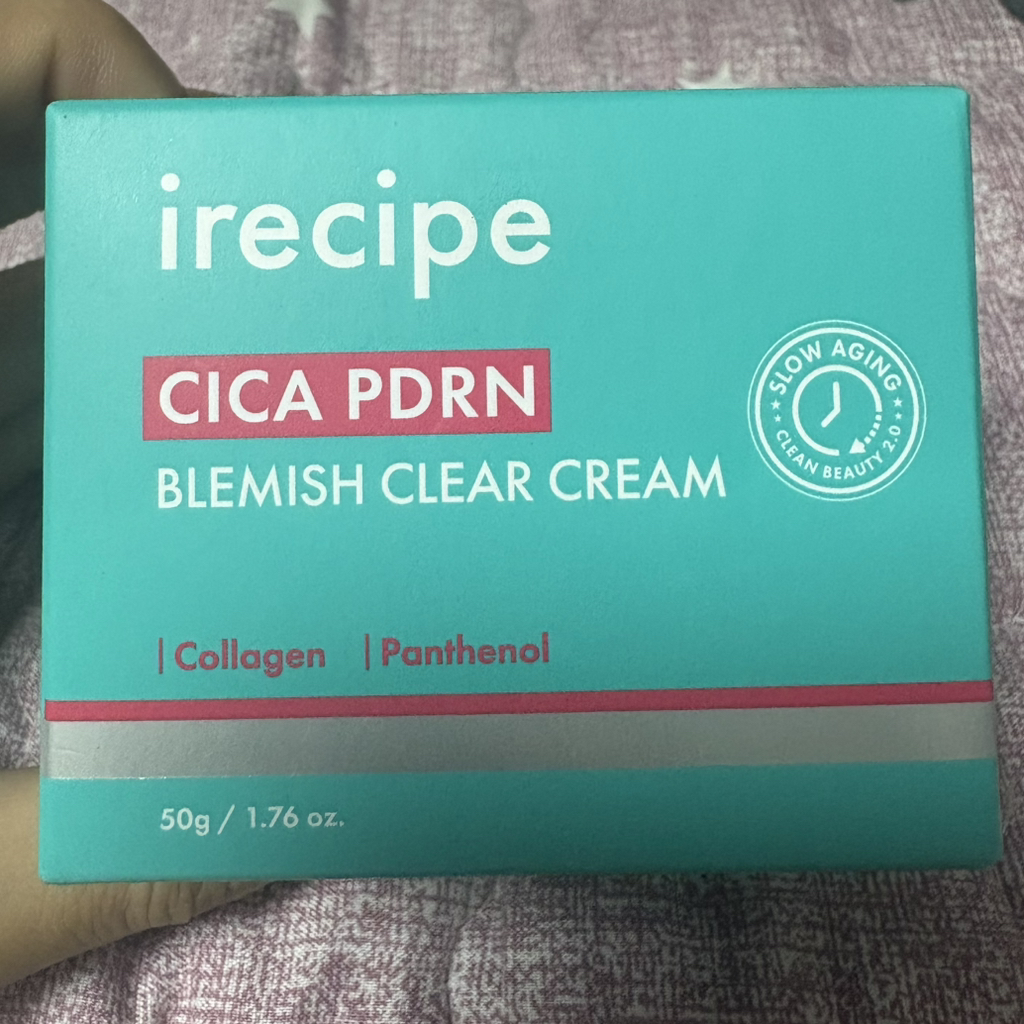 irecipe
CICA PDRN
BLEMISH CLEAR CREAM
SLOW AGING
CLEAN BEAUTY 2.0
| Collagen | Panthenol
50g / 1.76 oz.